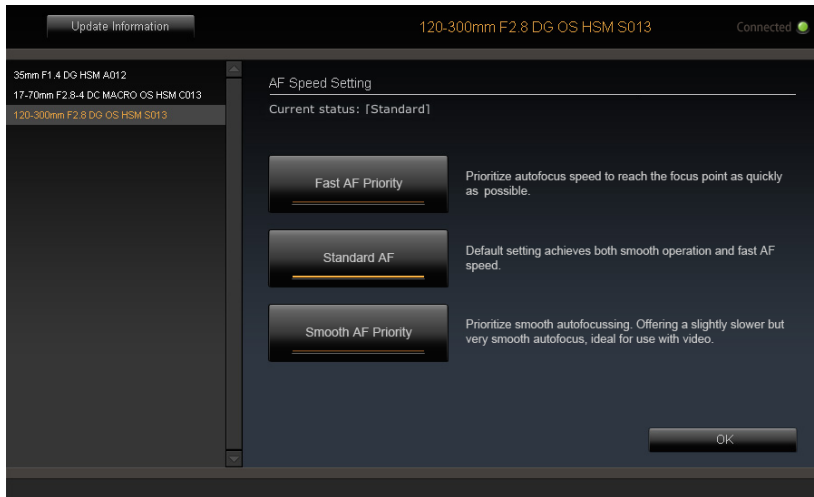 Update Information
120-300mm F2.8 DG OS HSM S013
Connected
35mm F1.4 DG HSM A012
17-70mm F2.8-4 DC MACRO OS HSM C013
120-300mm F2.8 DG OS HSM S013
AF Speed Setting
Current status: [Standard]
Fast AF Priority
Prioritize autofocus speed to reach the focus point as quickly
as possible.
Standard AF
Default setting achieves both smooth operation and fast AF
speed.
Smooth AF Priority
Prioritize smooth autofocussing. Offering a slightly slower but
very smooth autofocus, ideal for use with video.
OK